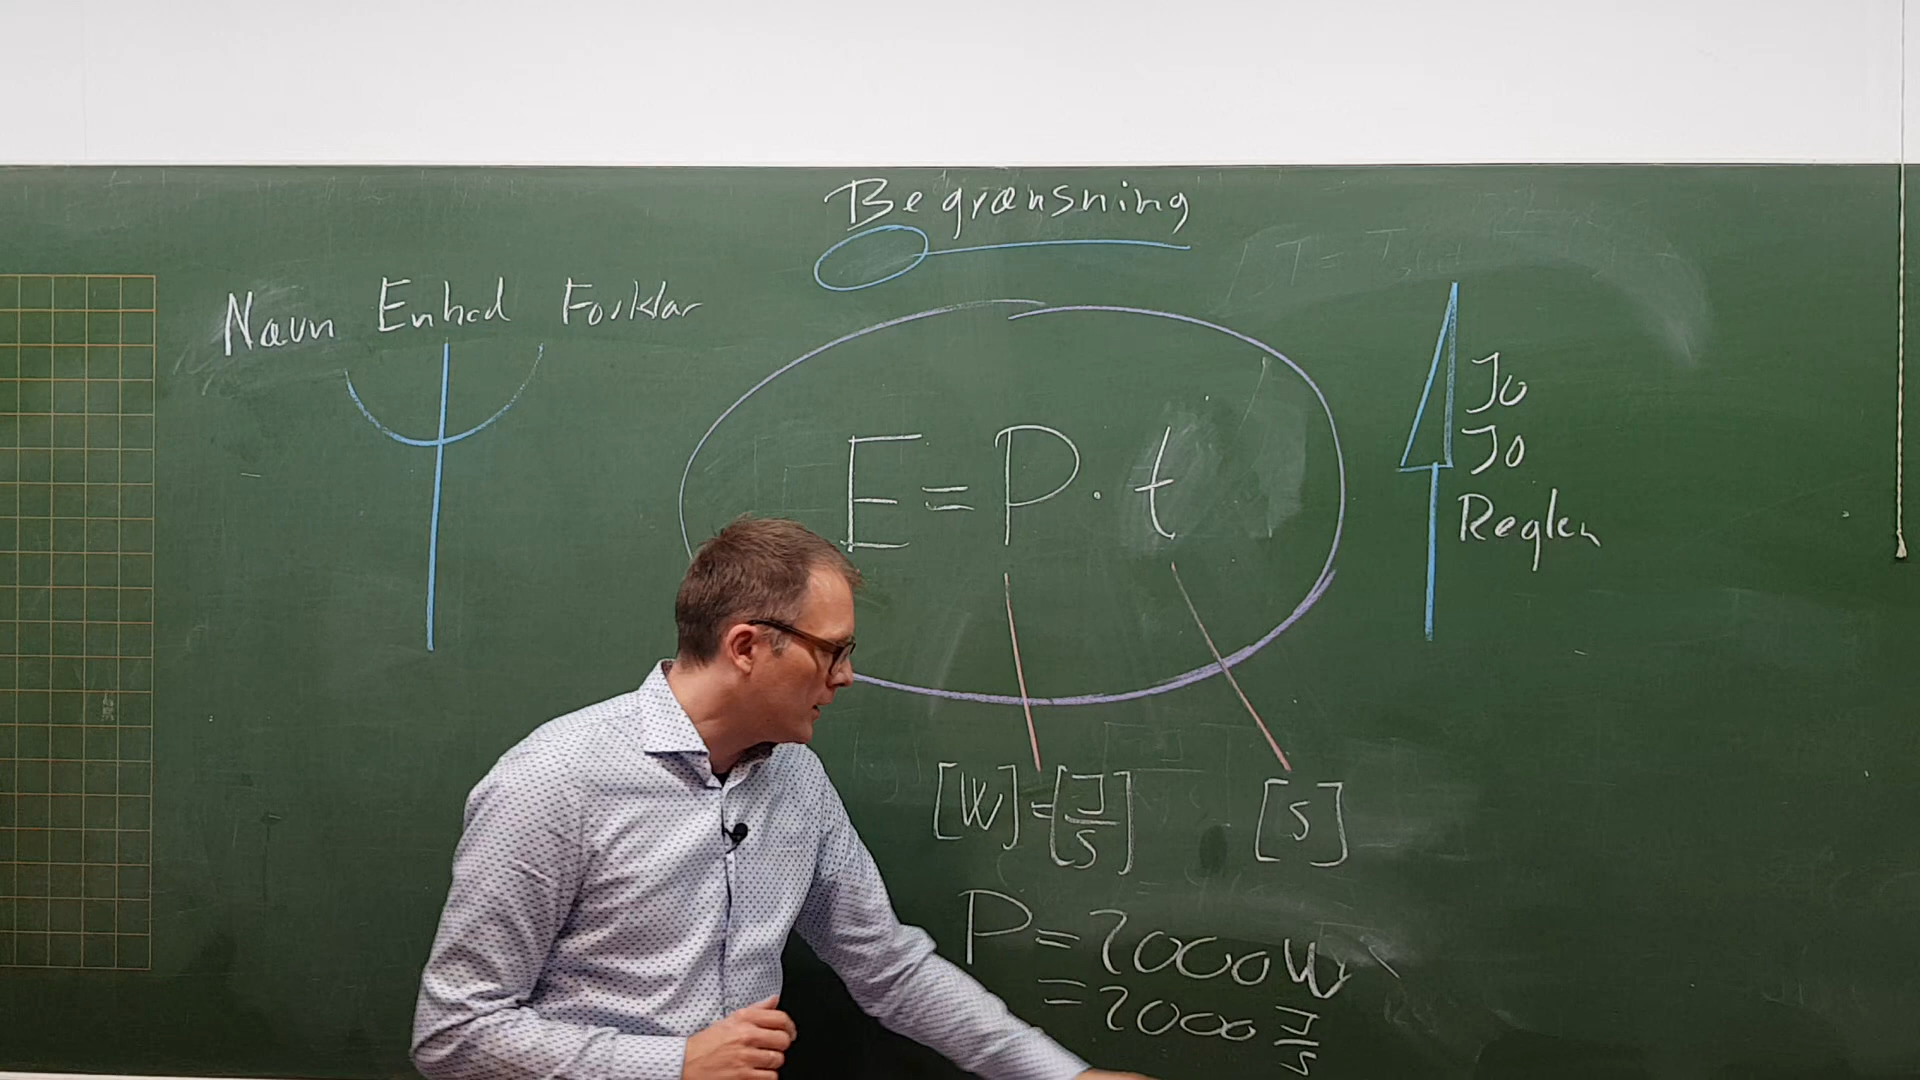 Begrænsning
Navn Enhed Forklar
E = P · t
Jo
Jo
Reglen
[W] = [J/s] [s]
P = 2000 W
= 2000 J/s